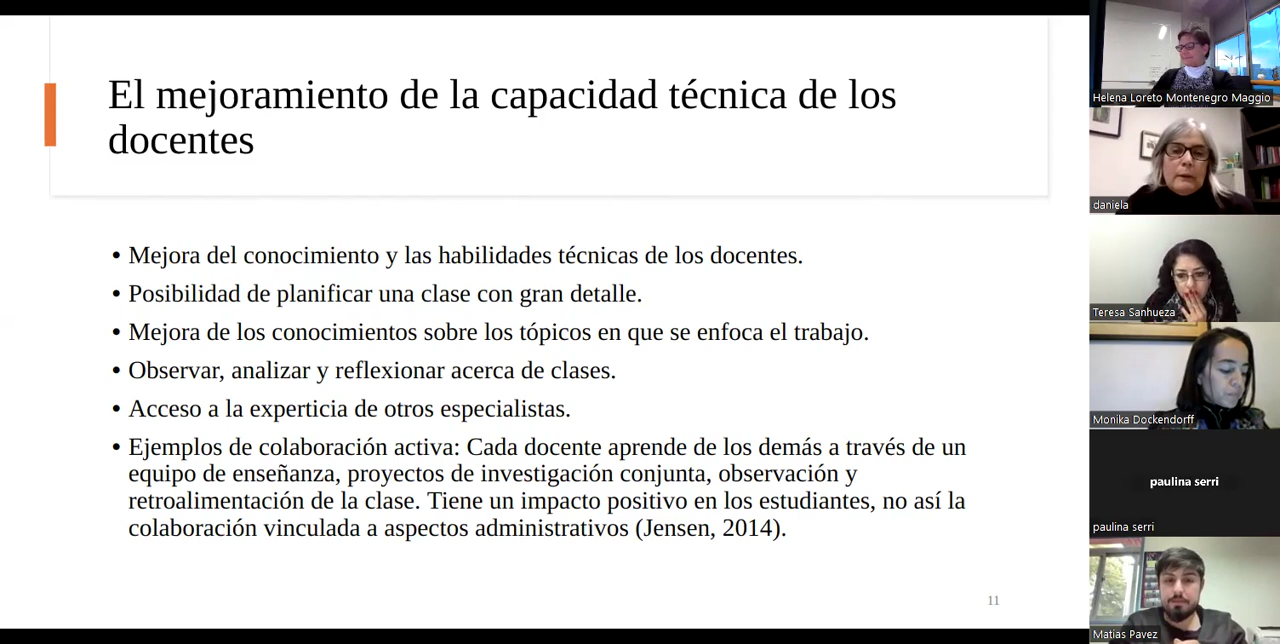 El mejoramiento de la capacidad técnica de los
docentes
• Mejora del conocimiento y las habilidades técnicas de los docentes.
• Posibilidad de planificar una clase con gran detalle.
• Mejora de los conocimientos sobre los tópicos en que se enfoca el trabajo.
• Observar, analizar y reflexionar acerca de clases.
• Acceso a la experticia de otros especialistas.
• Ejemplos de colaboración activa: Cada docente aprende de los demás a través de un
equipo de enseñanza, proyectos de investigación conjunta, observación y
retroalimentación de la clase. Tiene un impacto positivo en los estudiantes, no así la
colaboración vinculada a aspectos administrativos (Jensen, 2014).
11
Helena Loreto Montenegro Maggio
daniela
Teresa Sanhueza
Monika Dockendorff
paulina serri
paulina serri
Matias Pavez